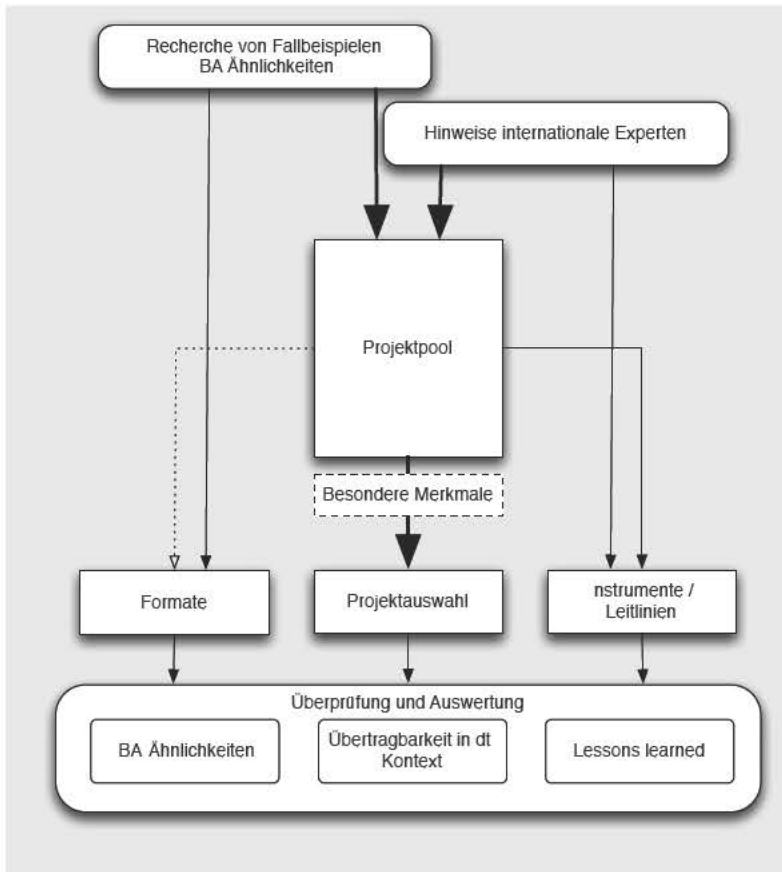 Recherche von Fallbeispielen
BA Ähnlichkeiten
Hinweise internationale Experten
Projektpool
Besondere Merkmale
Formate
Projektauswahl
nstrumente /
Leitlinien
Überprüfung und Auswertung
BA Ähnlichkeiten
Übertragbarkeit in dt
Kontext
Lessons learned